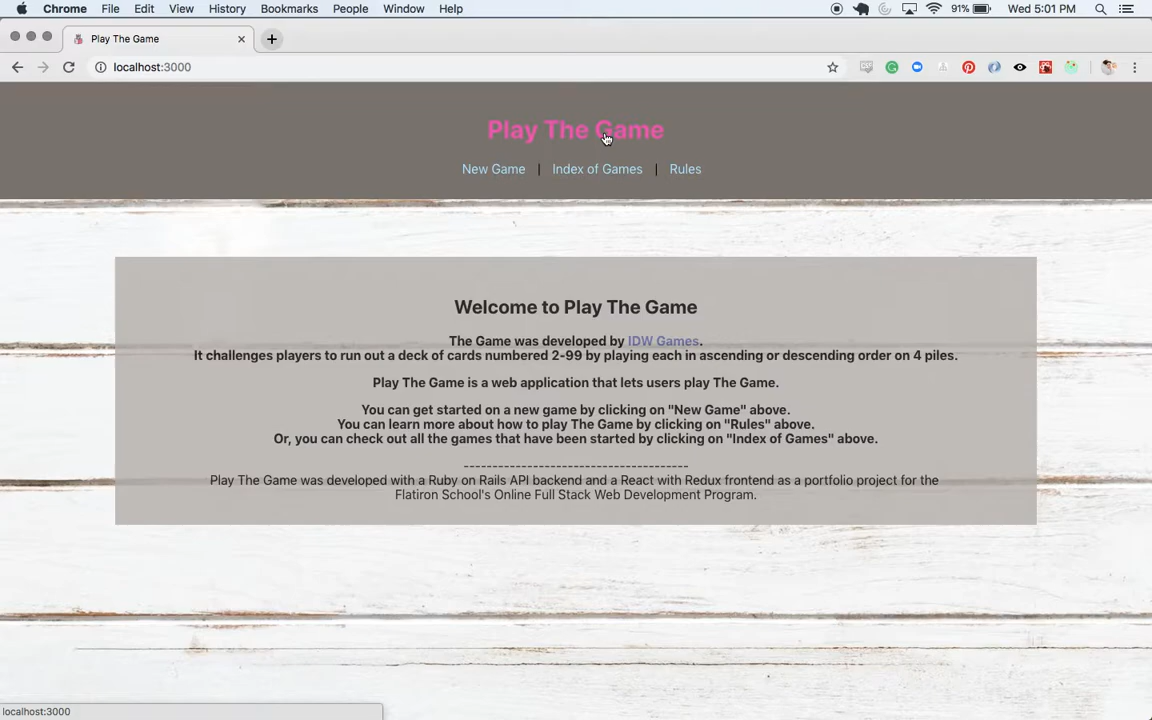 Chrome File Edit View History Bookmarks People Window Help 91% Wed 5:01 PM
Play The Game
localhost:3000
Play The Game
New Game | Index of Games | Rules
Welcome to Play The Game
The Game was developed by IDW Games.
It challenges players to run out a deck of cards numbered 2-99 by playing each in ascending or descending order on 4 piles.
Play The Game is a web application that lets users play The Game.
You can get started on a new game by clicking on "New Game" above.
You can learn more about how to play The Game by clicking on "Rules" above.
Or, you can check out all the games that have been started by clicking on "Index of Games" above.
--------------------------------------
Play The Game was developed with a Ruby on Rails API backend and a React with Redux frontend as a portfolio project for the
Flatiron School's Online Full Stack Web Development Program.
localhost:3000